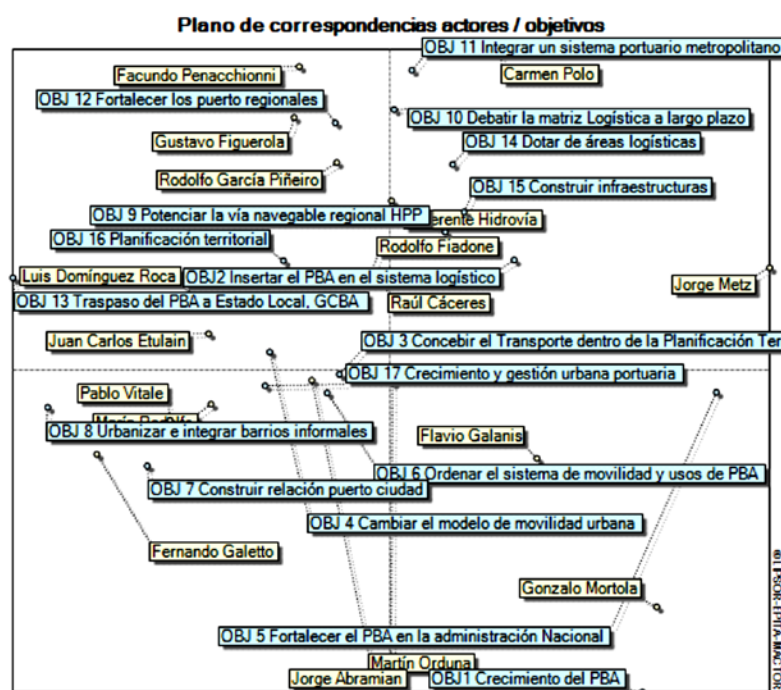 Plano de correspondencias actores / objetivos
OBJ 11 Integrar un sistema portuario metropolitano
Facundo Penacchionni
Carmen Polo
OBJ 12 Fortalecer los puerto regionales
OBJ 10 Debatir la matriz Logística a largo plazo
Gustavo Figuerola
OBJ 14 Dotar de áreas logísticas
Rodolfo García Piñeiro
OBJ 15 Construir infraestructuras
OBJ 9 Potenciar la vía navegable regional HPP
Hidrovía
OBJ 16 Planificación territorial
Rodolfo Fiadone
Luis Domínguez Roca
OBJ2 Insertar el PBA en el sistema logístico
Jorge Metz
OBJ 13 Traspaso del PBA a Estado Local, GCBA
Raúl Cáceres
Juan Carlos Etulain
OBJ 3 Concebir el Transporte dentro de la Planificación Ter
OBJ 17 Crecimiento y gestión urbana portuaria
Pablo Vitale
OBJ 8 Urbanizar e integrar barrios informales
Flavio Galanis
OBJ 6 Ordenar el sistema de movilidad y usos de PBA
OBJ 7 Construir relación puerto ciudad
OBJ 4 Cambiar el modelo de movilidad urbana
Fernando Galetto
Gonzalo Mortola
OBJ 5 Fortalecer el PBA en la administración Nacional
Martín Orduna
Jorge Abramian
OBJ1 Crecimiento del PBA